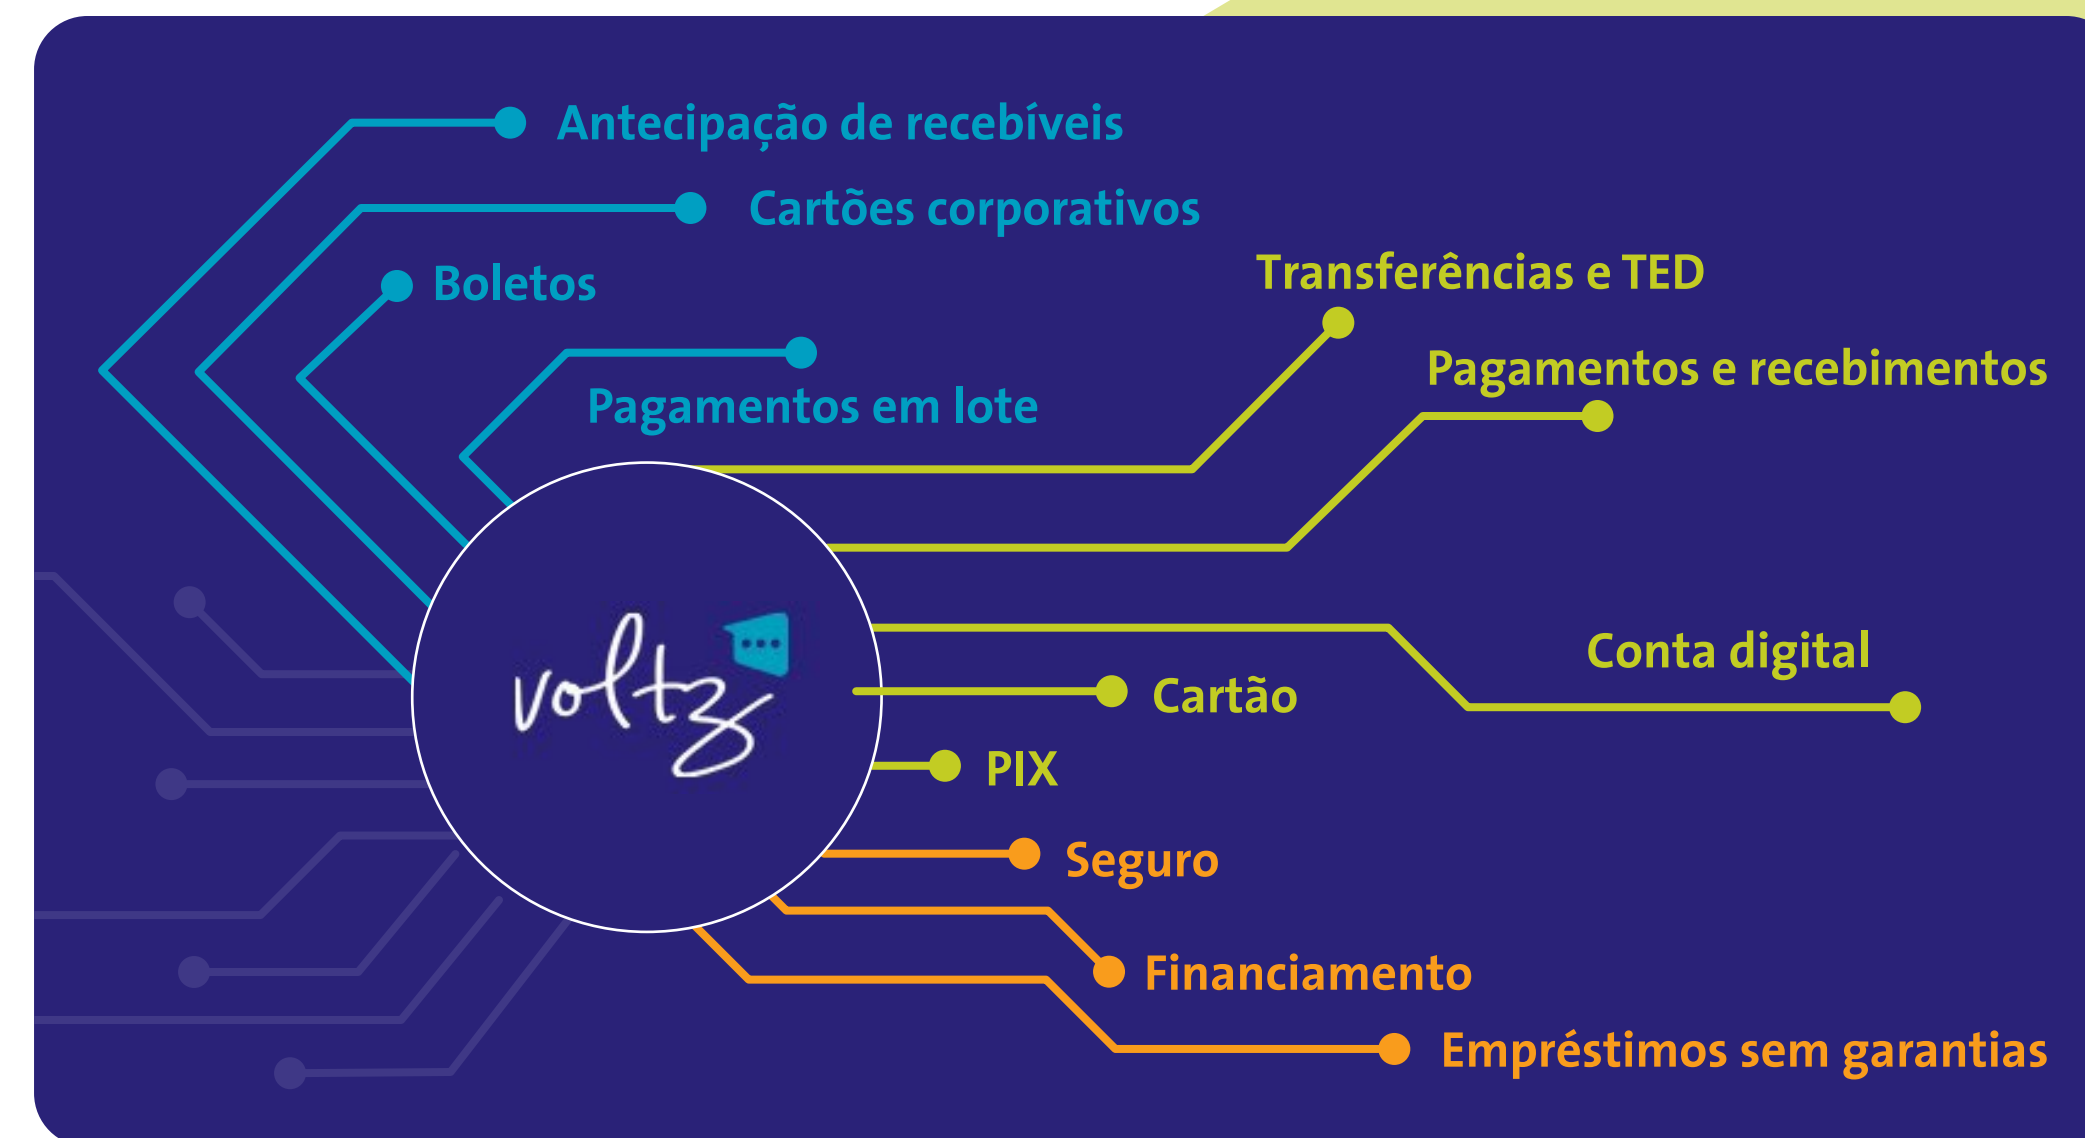 Antecipação de recebíveis
Cartões corporativos
Boletos
Pagamentos em lote
Transferências e TED
Pagamentos e recebimentos
Conta digital
voltz
Cartão
PIX
Seguro
Financiamento
Empréstimos sem garantias